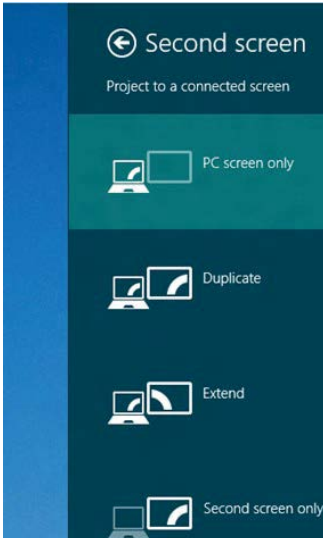 Second screen
Project to a connected screen
PC screen only
Duplicate
Extend
Second screen only